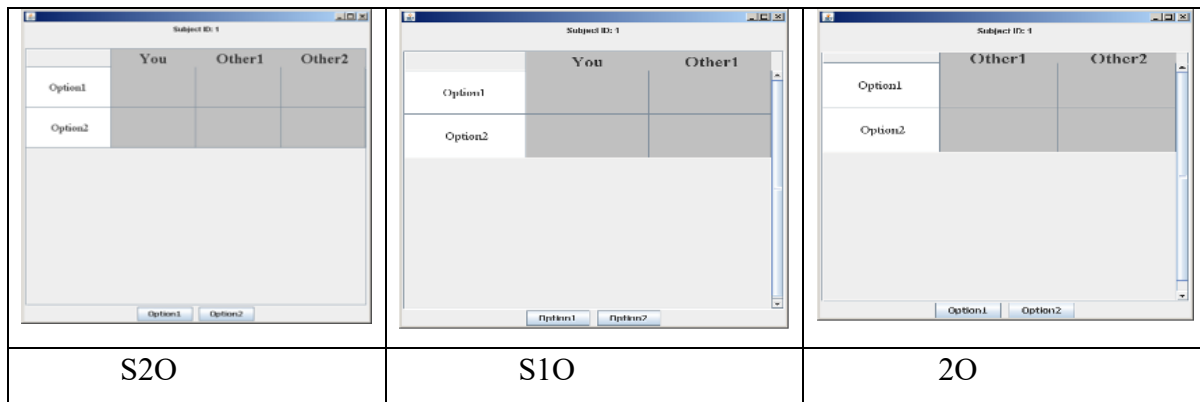 Subject ID: 1
You Other1 Other2
Option1
Option2
Option1 Option2
Subject ID: 1
You Other1
Option1
Option2
Option1 Option2
Subject ID: 1
Other1 Other2
Option1
Option2
Option1 Option2
S2O S1O 2O